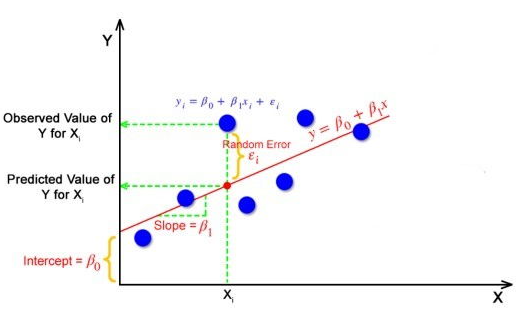 Y
yᵢ = β₀ + β₁xᵢ + εᵢ
Observed Value of
Y for Xᵢ
y = β₀ + β₁x
Random Error
εᵢ
Predicted Value of
Y for Xᵢ
Slope = β₁
Intercept = β₀
Xᵢ
X